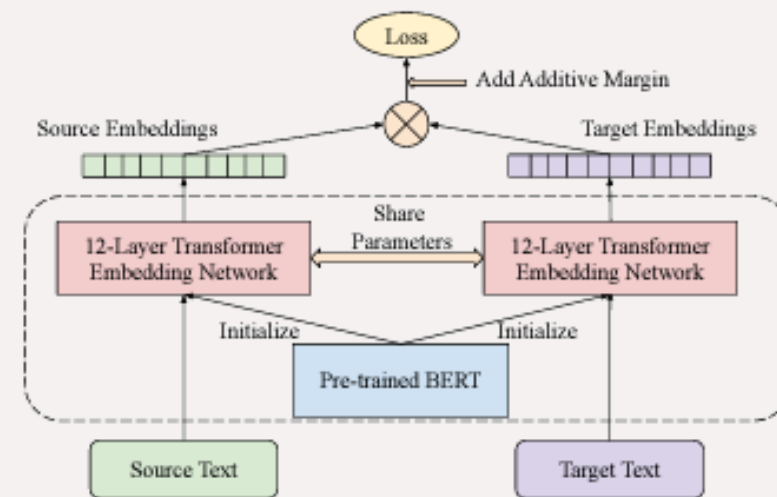 Loss
Add Additive Margin
Source Embeddings
Target Embeddings
12-Layer Transformer
Embedding Network
Share
Parameters
12-Layer Transformer
Embedding Network
Initialize
Initialize
Pre-trained BERT
Source Text
Target Text